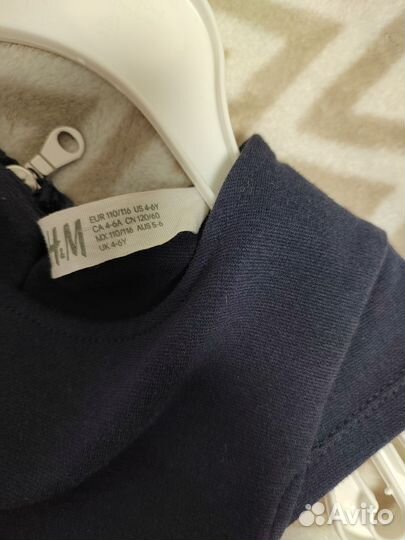 H&M
EUR 110/116 US 4-6Y
CA 4-6A CN 120/60
MX 110/116 AUS 5-6
UK 4-6Y
Avito